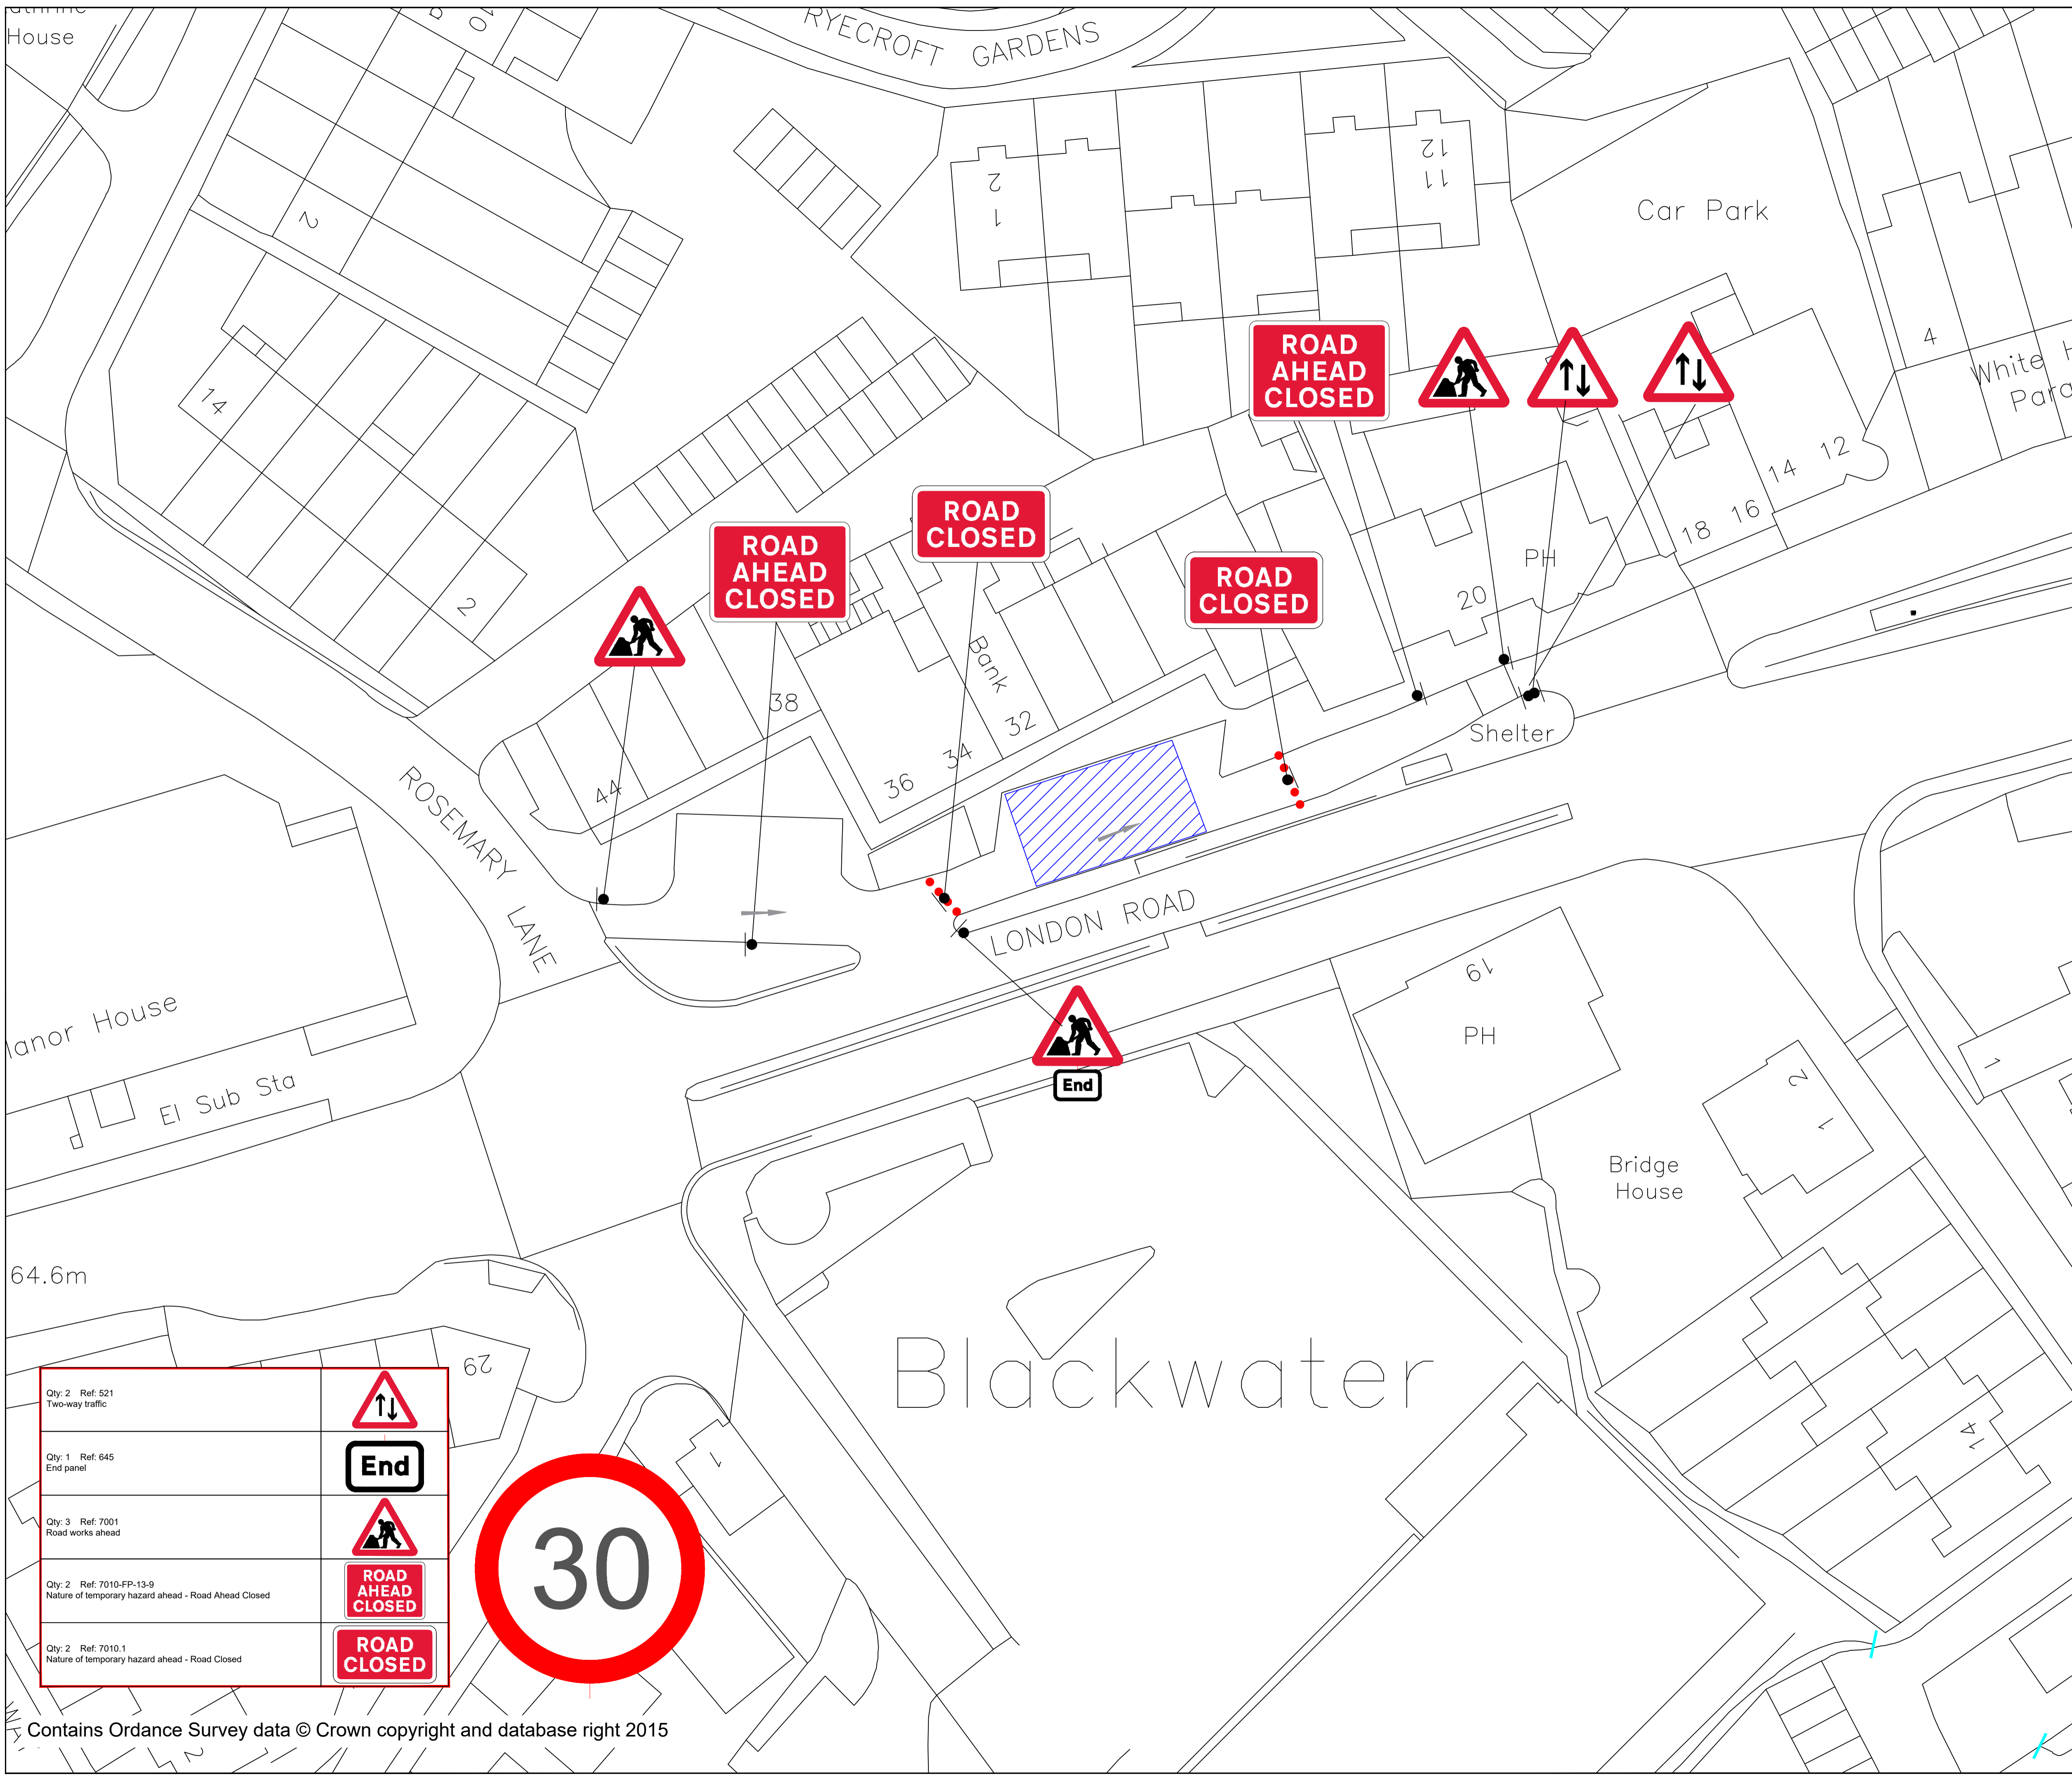 House
RYECROFT GARDENS
2
2
1
12
11
Car Park
4
14
ROAD
AHEAD
CLOSED
14
12
16
18
PH
20
ROAD
CLOSED
ROAD
AHEAD
CLOSED
ROAD
CLOSED
2
Bank
38
32
34
36
44
Shelter
ROSEMARY LANE
LONDON ROAD
19
PH
Manor House
El Sub Sta
End
2
1
1
Bridge
House
64.6m
Blackwater
29
1
14
Qty: 2 Ref: 521
Two-way traffic
Qty: 1 Ref: 645
End panel
End
Qty: 3 Ref: 7001
Road works ahead
Qty: 2 Ref: 7010-FP-13-9
Nature of temporary hazard ahead - Road Ahead Closed
ROAD
AHEAD
CLOSED
Qty: 2 Ref: 7010.1
Nature of temporary hazard ahead - Road Closed
ROAD
CLOSED
30
Contains Ordance Survey data © Crown copyright and database right 2015